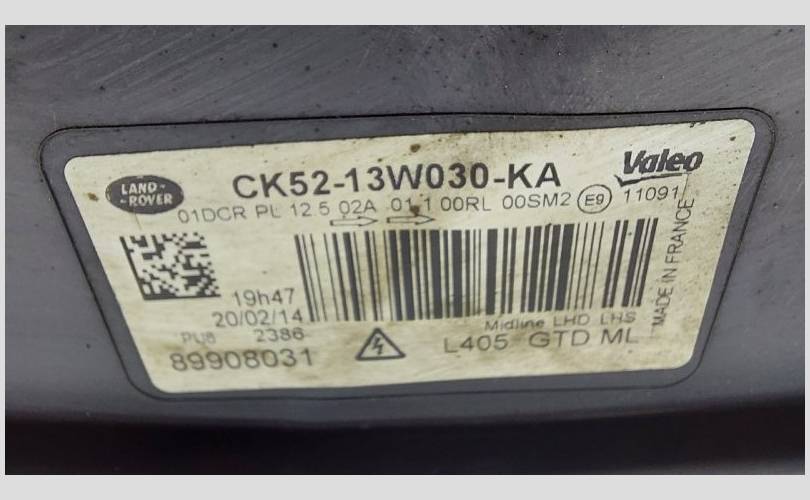 LAND-
-ROVER
CK52-13W030-KA
Valeo
01DCR PL 12.5 02A 01 1 00RL 00SM2 E9 11091
MADE IN FRANCE
19h47
20/02/14
PU6 2386
89908031
Midline LHD LHS
L405 GTD ML